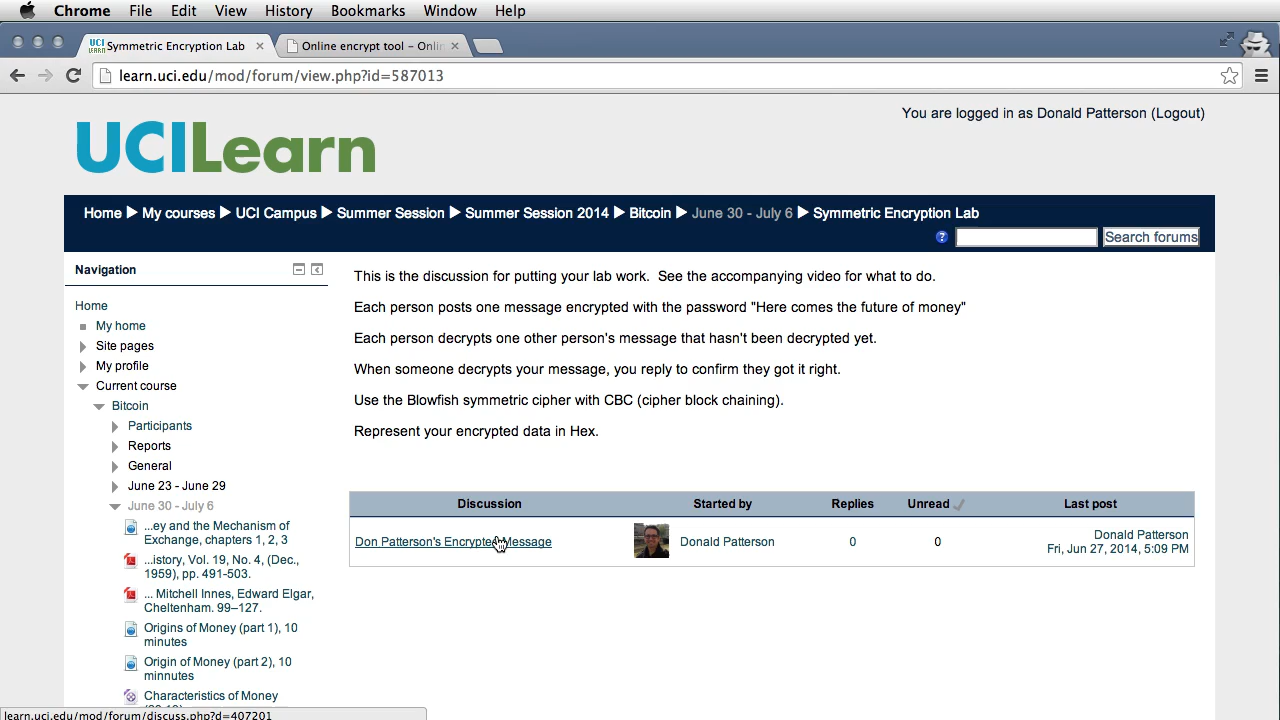 Chrome File Edit View History Bookmarks Window Help
UCI LEARN Symmetric Encryption Lab
Online encrypt tool – Onlin
learn.uci.edu/mod/forum/view.php?id=587013
You are logged in as Donald Patterson (Logout)
UCILearn
Home My courses UCI Campus Summer Session Summer Session 2014 Bitcoin June 30 - July 6 Symmetric Encryption Lab
? Search forums
Navigation
Home
My home
Site pages
My profile
Current course
Bitcoin
Participants
Reports
General
June 23 - June 29
June 30 - July 6
...ey and the Mechanism of
Exchange, chapters 1, 2, 3
...istory, Vol. 19, No. 4, (Dec.,
1959), pp. 491-503.
... Mitchell Innes, Edward Elgar,
Cheltenham. 99–127.
Origins of Money (part 1), 10
minutes
Origin of Money (part 2), 10
minnutes
Characteristics of Money
This is the discussion for putting your lab work.  See the accompanying video for what to do.
Each person posts one message encrypted with the password "Here comes the future of money"
Each person decrypts one other person's message that hasn't been decrypted yet.
When someone decrypts your message, you reply to confirm they got it right.
Use the Blowfish symmetric cipher with CBC (cipher block chaining).
Represent your encrypted data in Hex.
Discussion Started by Replies Unread Last post
Don Patterson's Encrypted Message Donald Patterson 0 0 Donald Patterson
Fri, Jun 27, 2014, 5:09 PM
learn.uci.edu/mod/forum/discuss.php?d=407201